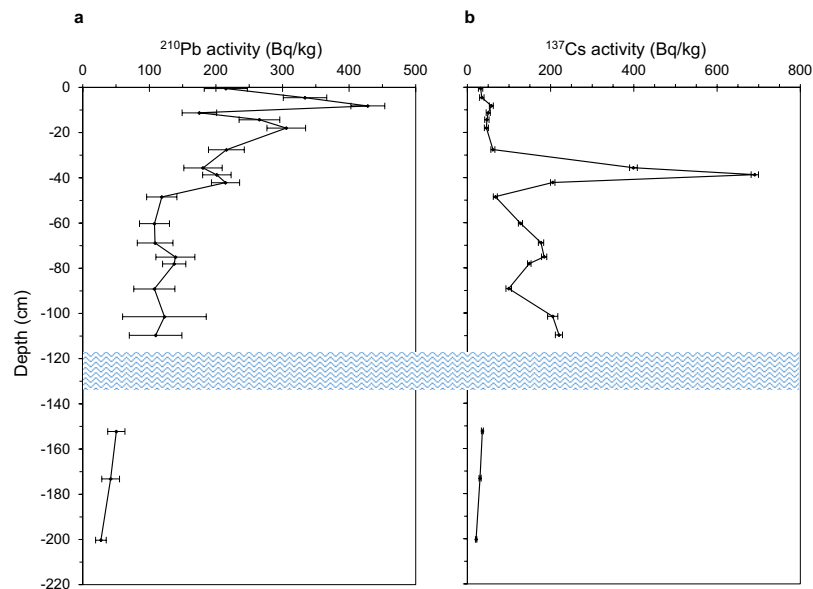 a
b
²¹⁰Pb activity (Bq/kg)
¹³⁷Cs activity (Bq/kg)
0 100 200 300 400 500
0 200 400 600 800
Depth (cm)
0
-20
-40
-60
-80
-100
-120
-140
-160
-180
-200
-220